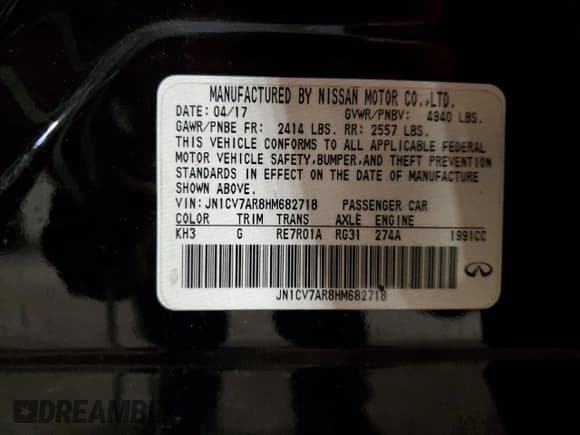 MANUFACTURED BY NISSAN MOTOR CO.,LTD.
DATE: 04/17 GVWR/PNBV: 4940 LBS.
GAWR/PNBE FR: 2414 LBS. RR: 2557 LBS.
THIS VEHICLE CONFORMS TO ALL APPLICABLE FEDERAL
MOTOR VEHICLE SAFETY,BUMPER,AND THEFT PREVENTION
STANDARDS IN EFFECT ON THE DATE OF MANUFACTURE
SHOWN ABOVE.
VIN: JN1CV7AR8HM682718 PASSENGER CAR
COLOR TRIM TRANS AXLE ENGINE
KH3 G RE7R01A RG31 274A 1991CC
JN1CV7AR8HM682718
DREAMBID